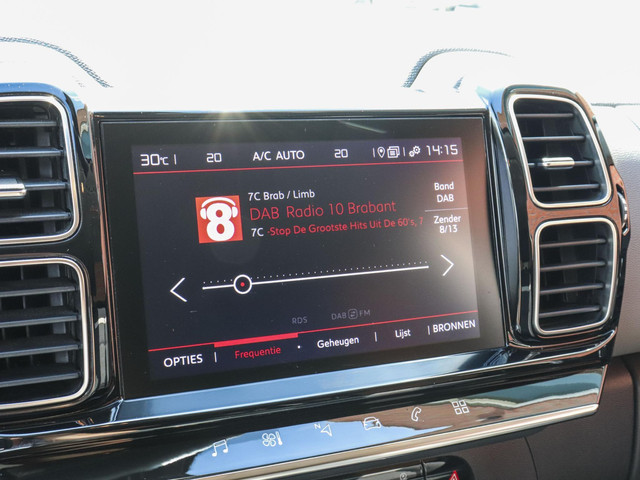 30°C 20 A/C AUTO 20 14:15
7C Brab / Limb
8
DAB Radio 10 Brabant
7C -Stop De Grootste Hits Uit De 60's, 7
Band
DAB
Zender
8/13
RDS DAB FM
OPTIES Frequentie Geheugen Lijst BRONNEN
N